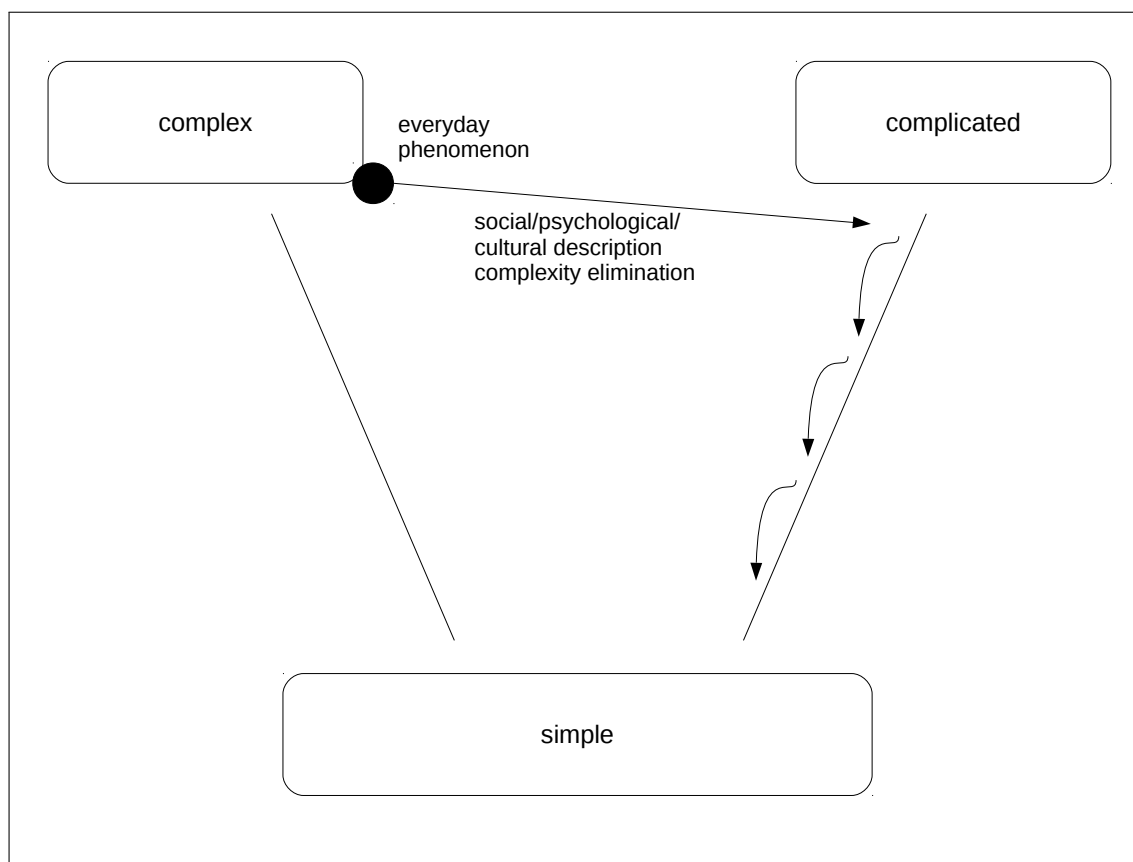 complex
everyday
phenomenon
complicated
social/psychological/
cultural description
complexity elimination
simple